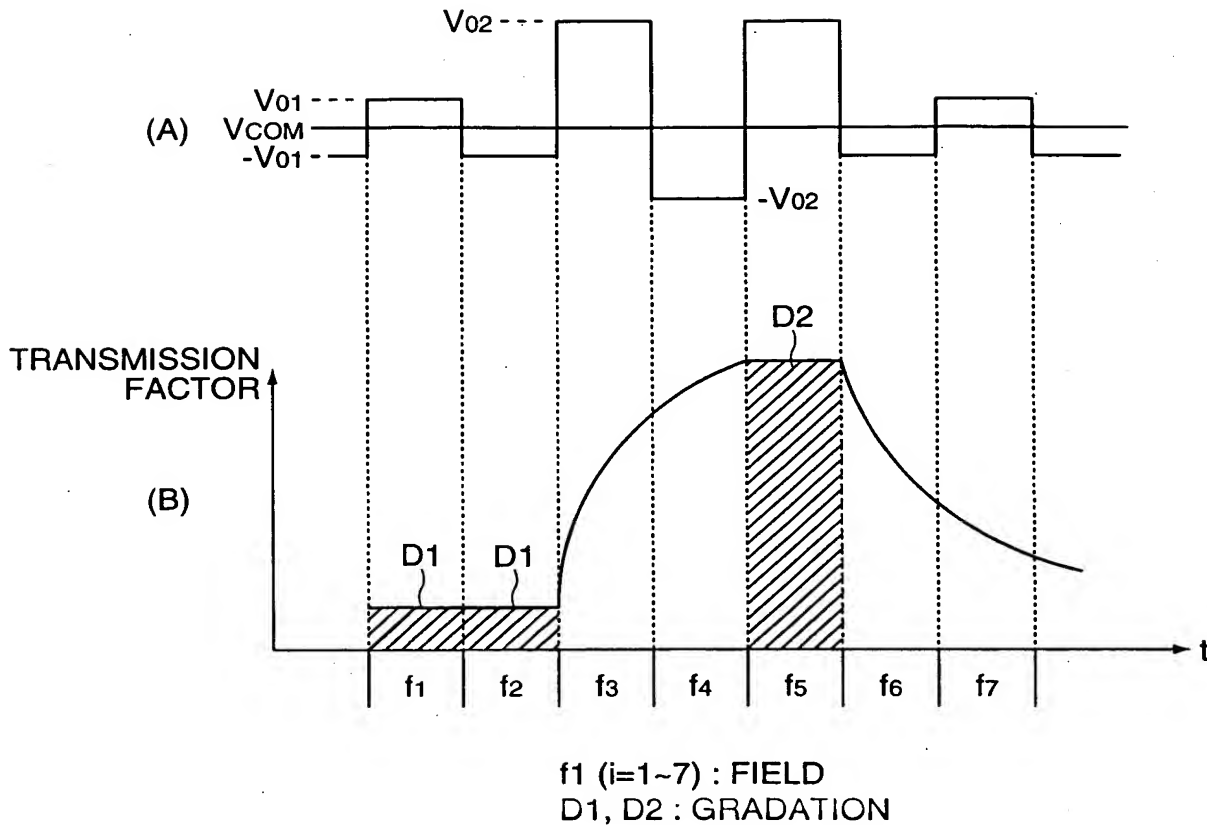 V02
V01
(A) VCOM
-V01
-V02
D2
TRANSMISSION
FACTOR
(B)
D1 D1
t
f1 f2 f3 f4 f5 f6 f7
f1 (i=1~7) : FIELD
D1, D2 : GRADATION